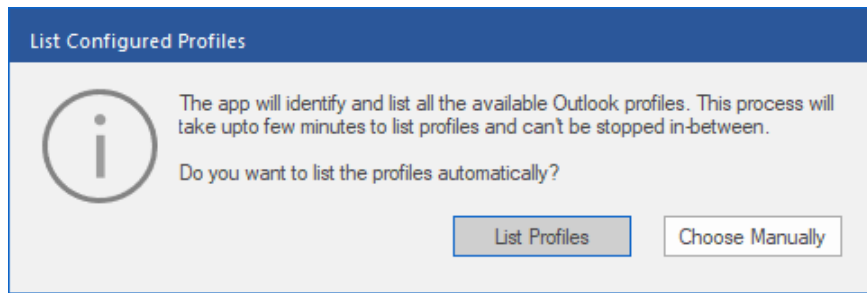 List Configured Profiles
The app will identify and list all the available Outlook profiles. This process will
take upto few minutes to list profiles and can't be stopped in-between.
Do you want to list the profiles automatically?
List Profiles
Choose Manually